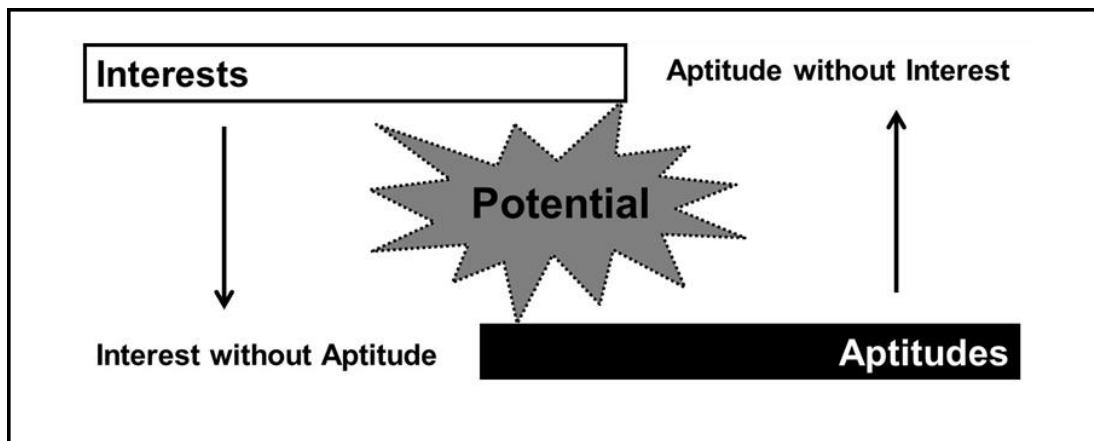 Interests
Aptitude without Interest
Potential
Interest without Aptitude
Aptitudes